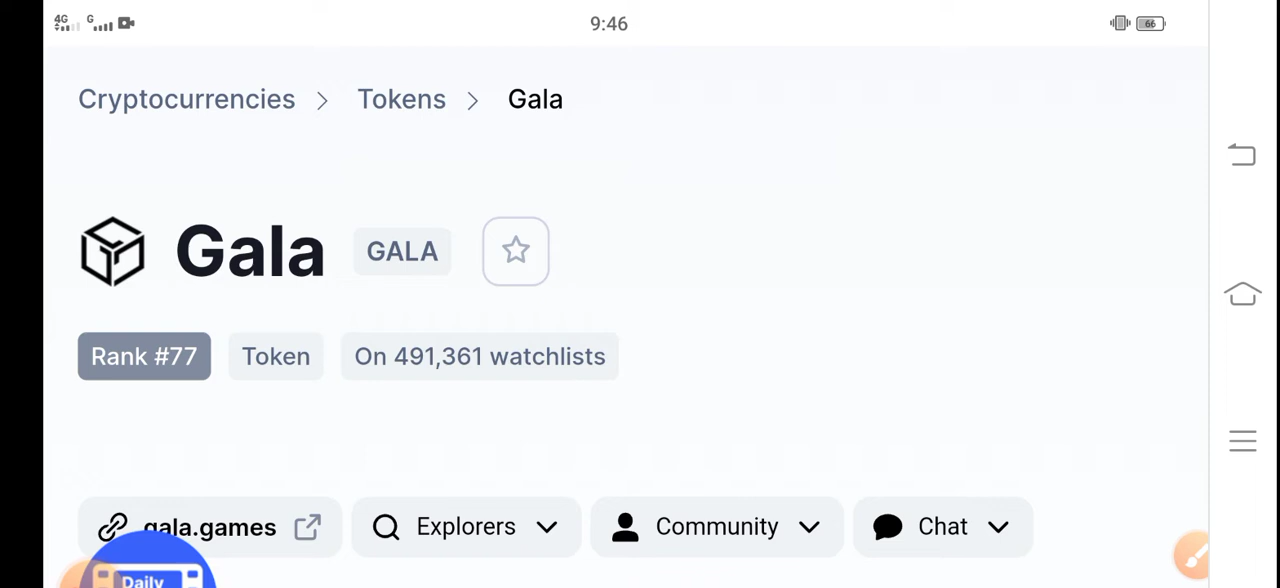 4G G 9:46 66
Cryptocurrencies > Tokens > Gala
Gala GALA
Rank #77 Token On 491,361 watchlists
gala.games Explorers Community Chat
Daily